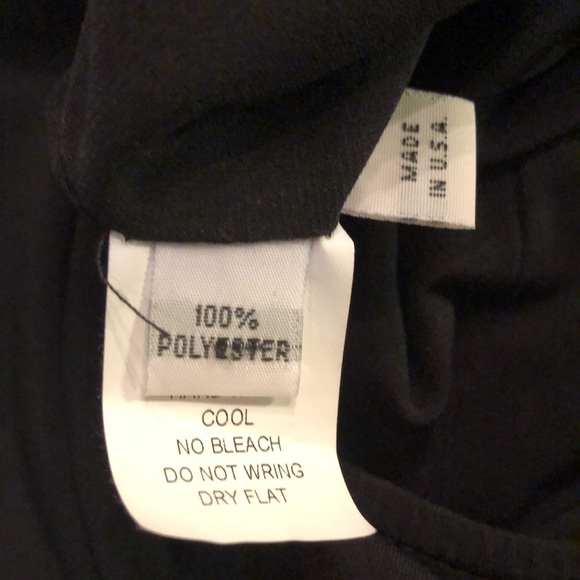 MADE
IN U.S.A.
100%
POLYESTER
COOL
NO BLEACH
DO NOT WRING
DRY FLAT